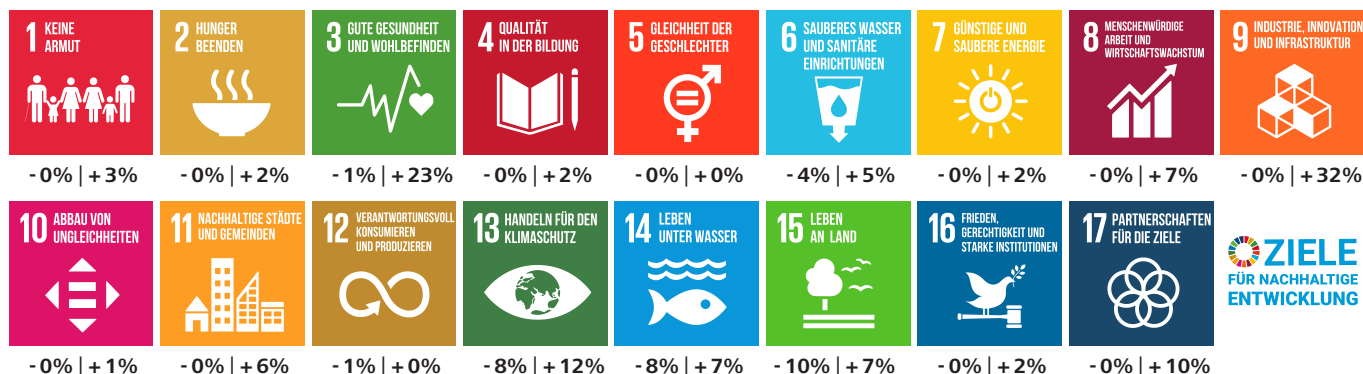 1 KEINE
ARMUT
2 HUNGER
BEENDEN
3 GUTE GESUNDHEIT
UND WOHLBEFINDEN
4 QUALITÄT
IN DER BILDUNG
5 GLEICHHEIT DER
GESCHLECHTER
6 SAUBERES WASSER
UND SANITÄRE
EINRICHTUNGEN
7 GÜNSTIGE UND
SAUBERE ENERGIE
8 MENSCHENWÜRDIGE
ARBEIT UND
WIRTSCHAFTSWACHSTUM
9 INDUSTRIE, INNOVATION
UND INFRASTRUKTUR
-0% | +3%
-0% | +2%
-1% | +23%
-0% | +2%
-0% | +0%
-4% | +5%
-0% | +2%
-0% | +7%
-0% | +32%
10 ABBAU VON
UNGLEICHHEITEN
11 NACHHALTIGE STÄDTE
UND GEMEINDEN
12 VERANTWORTUNGSVOLL
KONSUMIEREN
UND PRODUZIEREN
13 HANDELN FÜR DEN
KLIMASCHUTZ
14 LEBEN
UNTER WASSER
15 LEBEN
AN LAND
16 FRIEDEN,
GERECHTIGKEIT UND
STARKE INSTITUTIONEN
17 PARTNERSCHAFTEN
FÜR DIE ZIELE
ZIELE
FÜR NACHHALTIGE
ENTWICKLUNG
-0% | +1%
-0% | +6%
-1% | +0%
-8% | +12%
-8% | +7%
-10% | +7%
-0% | +2%
-0% | +10%